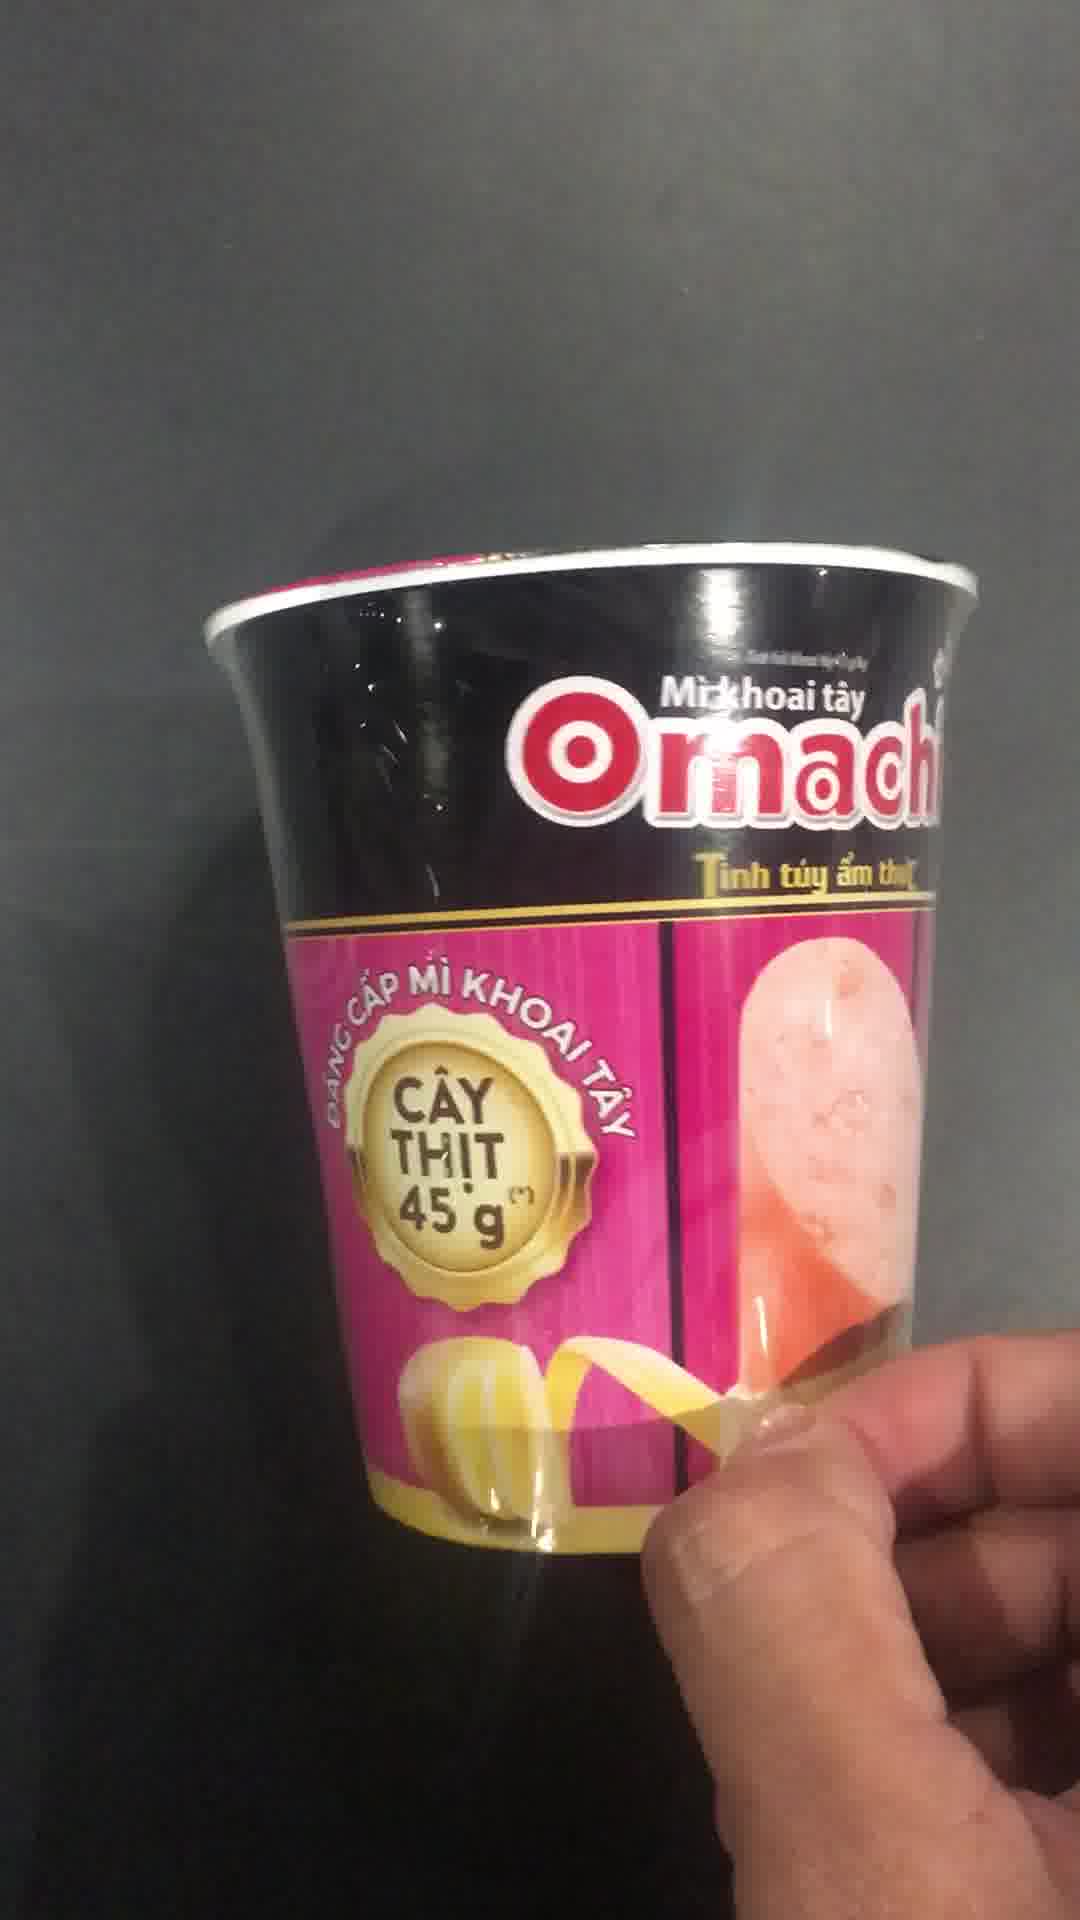 Mì khoai tây
Omachi
Tinh túy ẩm thực
ĐẲNG CẤP MÌ KHOAI TÂY
CÂY
THỊT
45 g(*)